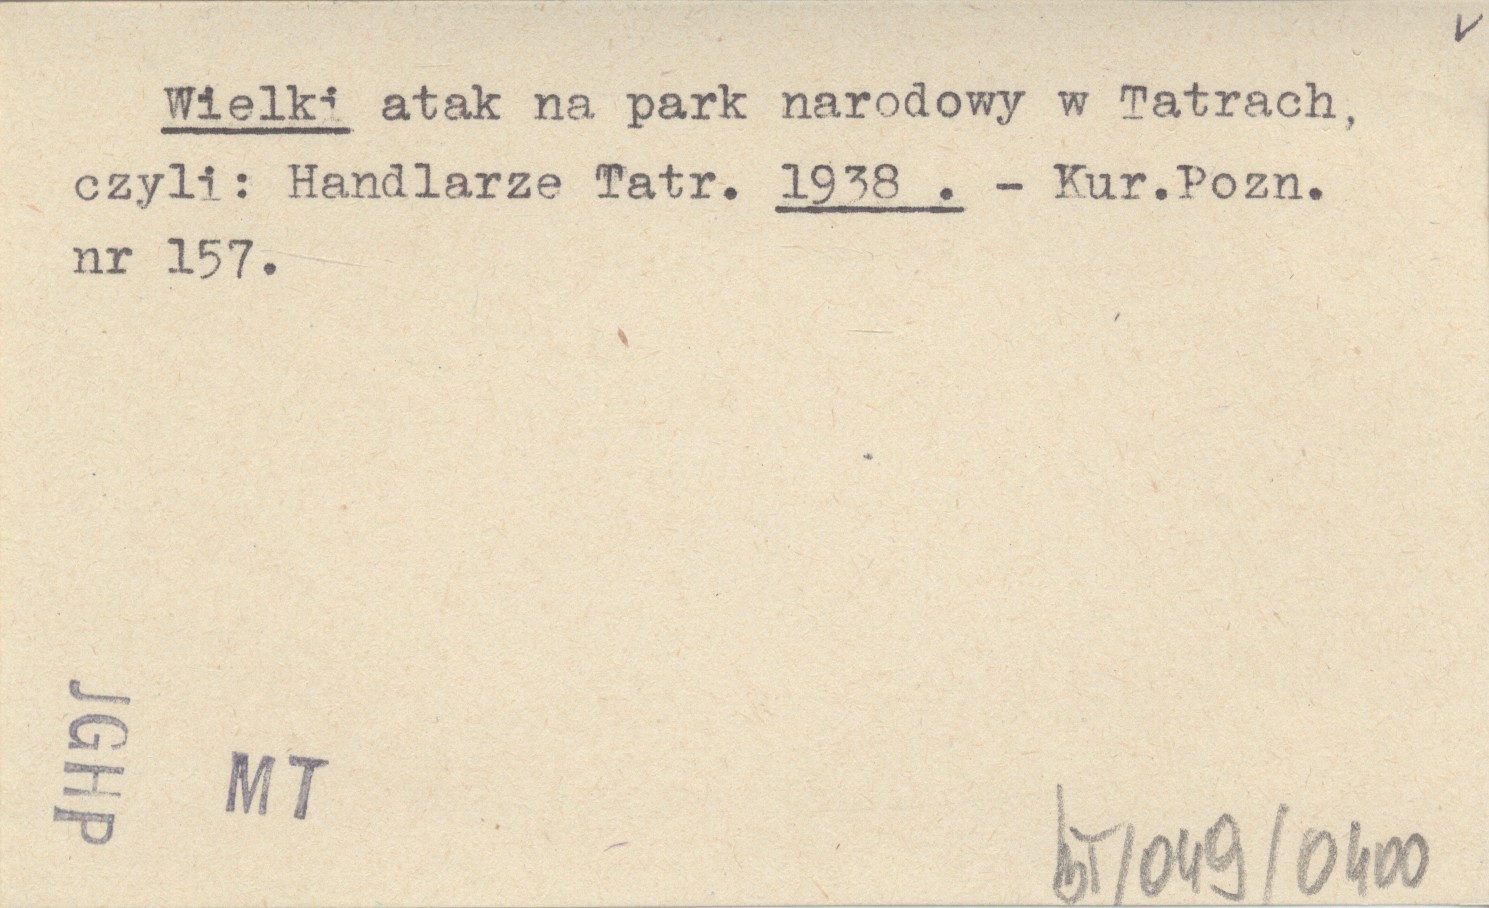 Wielki atak na park narodowy w Tatrach,
czyli: Handlarze Tatr. 1938 . - Kur.Pozn.
nr 157.
JGHP
MT
bT/049/0400